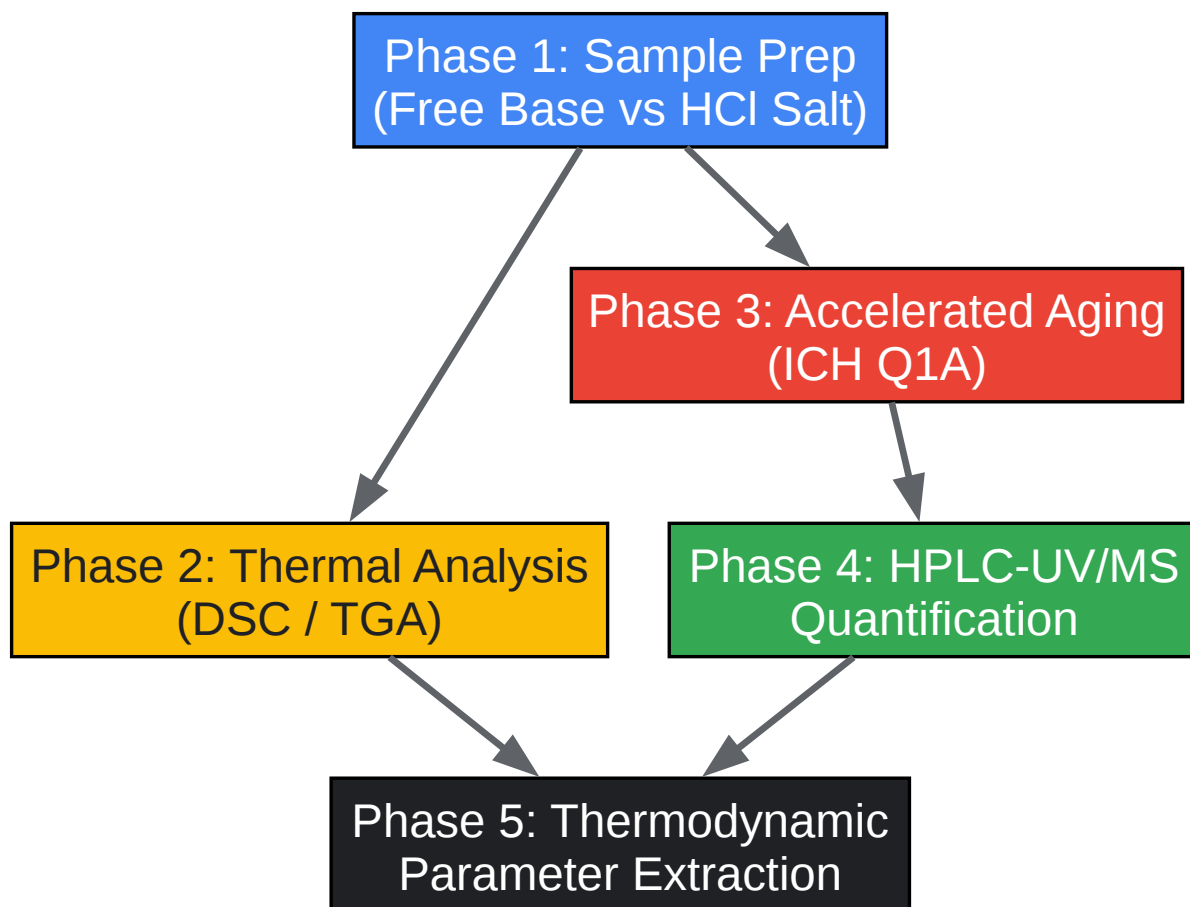 Phase 1: Sample Prep
(Free Base vs HCl Salt)
Phase 3: Accelerated Aging
(ICH Q1A)
Phase 2: Thermal Analysis
(DSC / TGA)
Phase 4: HPLC-UV/MS
Quantification
Phase 5: Thermodynamic
Parameter Extraction